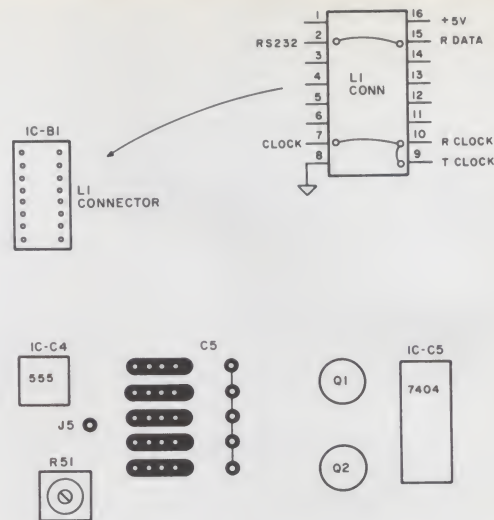 1 16 +5V
RS232 2 15 R DATA
3 14
4 13
5 12
6 11
CLOCK 7 10 R CLOCK
8 9 T CLOCK
L1
CONN
IC-B1
L1
CONNECTOR
IC-C4
555
J5
R51
C5
Q1
Q2
IC-C5
7404